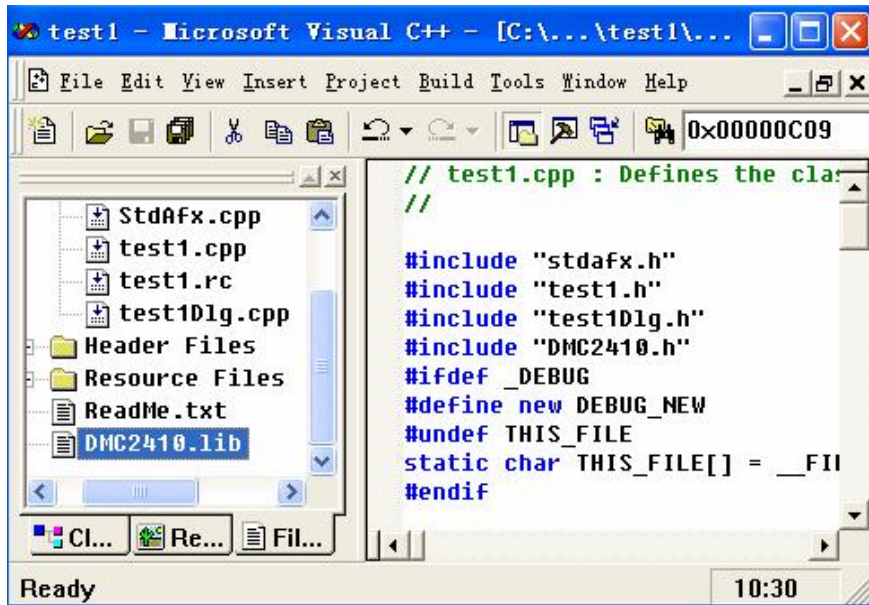 test1 - Microsoft Visual C++ - [C:\...\test1\...
File Edit View Insert Project Build Tools Window Help
0x00000C09
StdAfx.cpp
test1.cpp
test1.rc
test1Dlg.cpp
Header Files
Resource Files
ReadMe.txt
DMC2410.lib
Cl... Re... Fil...
// test1.cpp : Defines the clas
//
#include "stdafx.h"
#include "test1.h"
#include "test1Dlg.h"
#include "DMC2410.h"
#ifdef _DEBUG
#define new DEBUG_NEW
#undef THIS_FILE
static char THIS_FILE[] = __FI
#endif
Ready 10:30